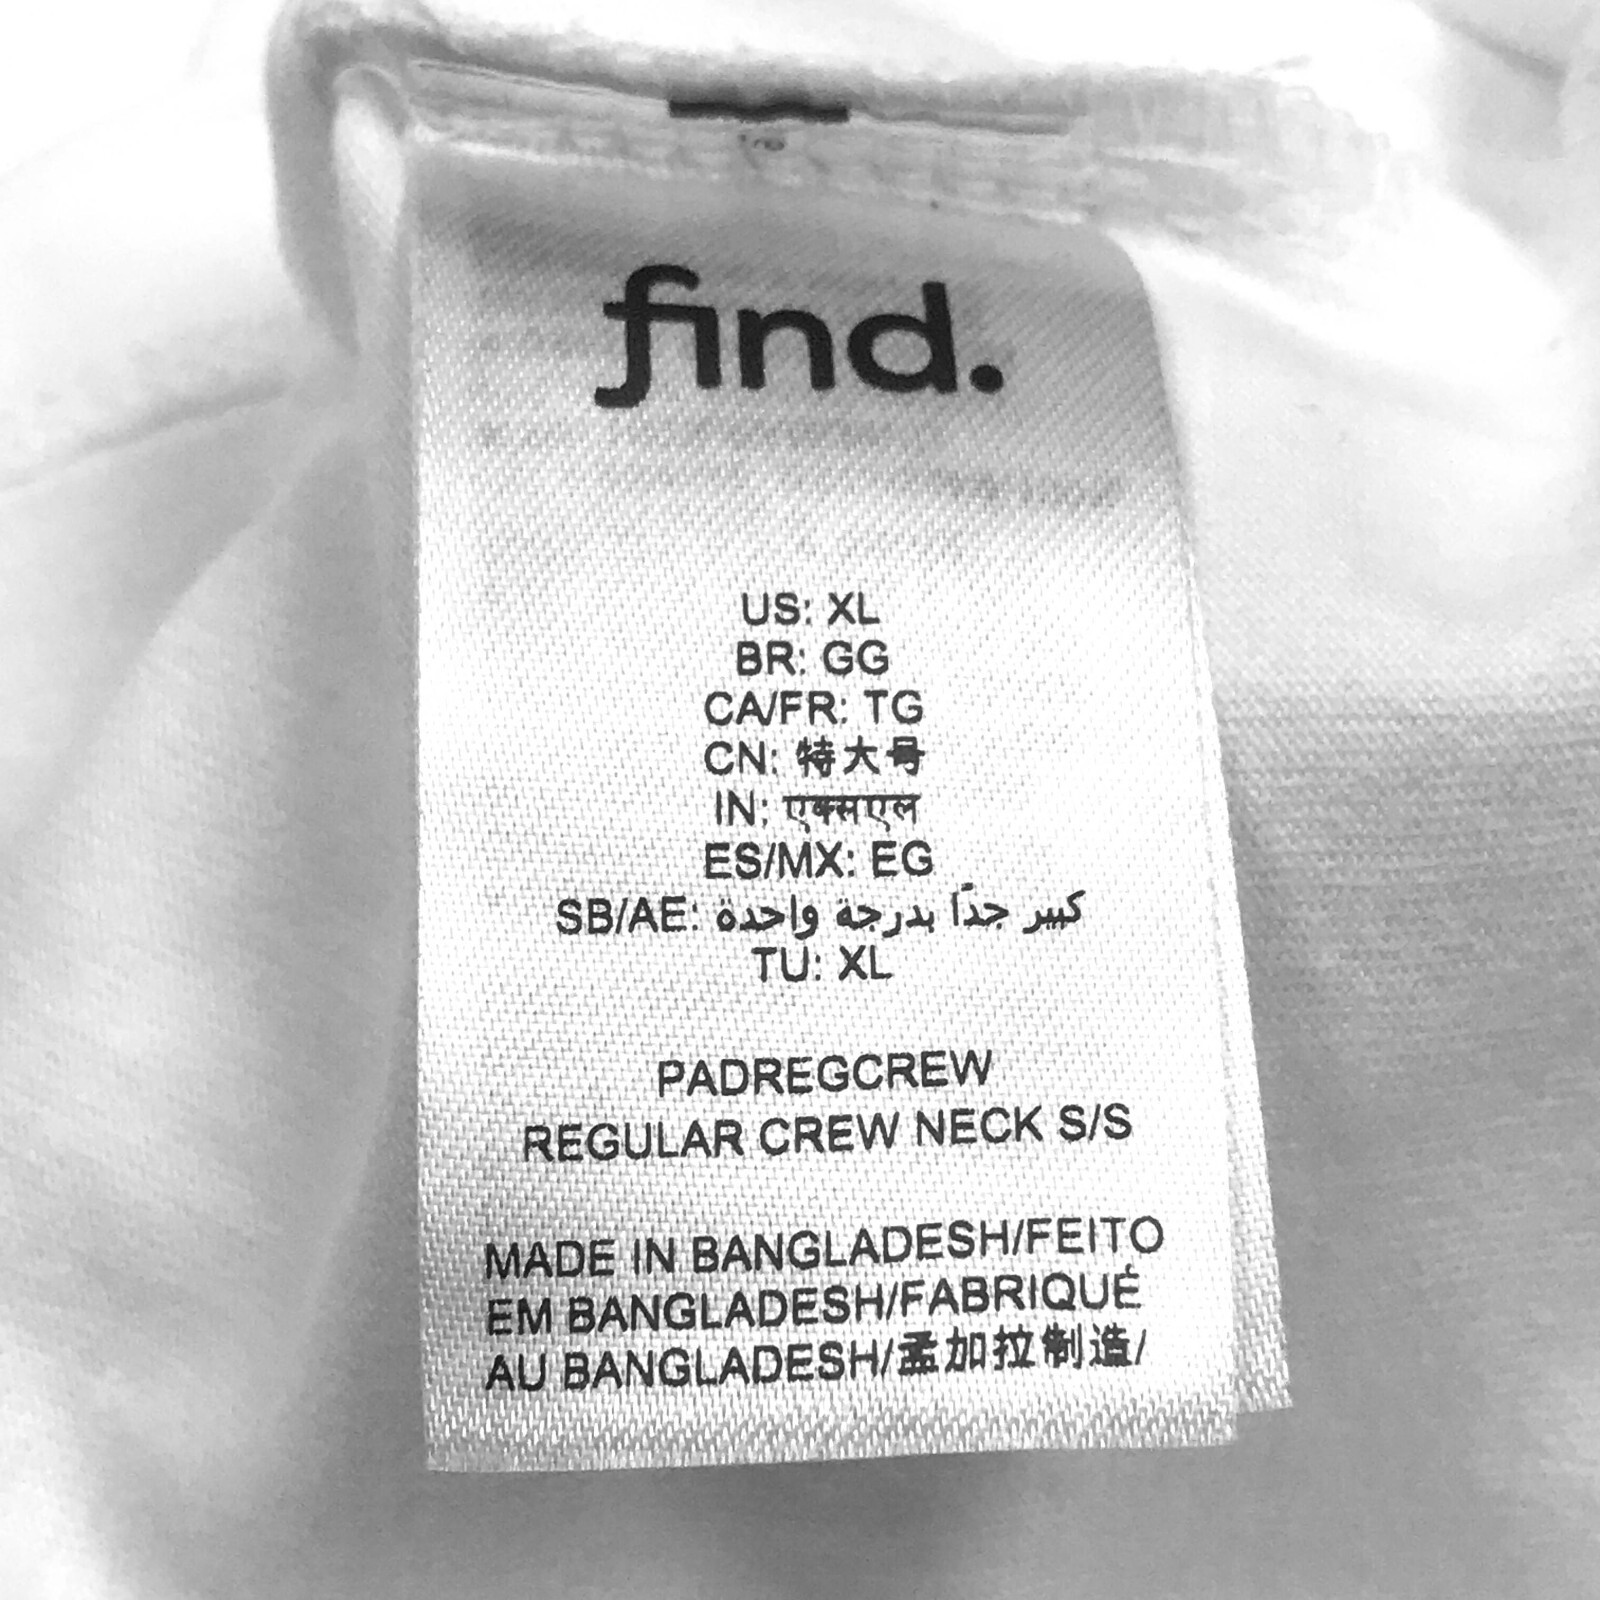 find.
US: XL
BR: GG
CA/FR: TG
CN: 特大号
IN: एक्सएल
ES/MX: EG
SB/AE: كبير جدًا بدرجة واحدة
TU: XL
PADREGCREW
REGULAR CREW NECK S/S
MADE IN BANGLADESH/FEITO
EM BANGLADESH/FABRIQUÉ
AU BANGLADESH/孟加拉制造/